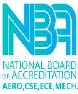 NBA
NATIONAL BOARD
of ACCREDITATION
AERO,CSE,ECE,MECH